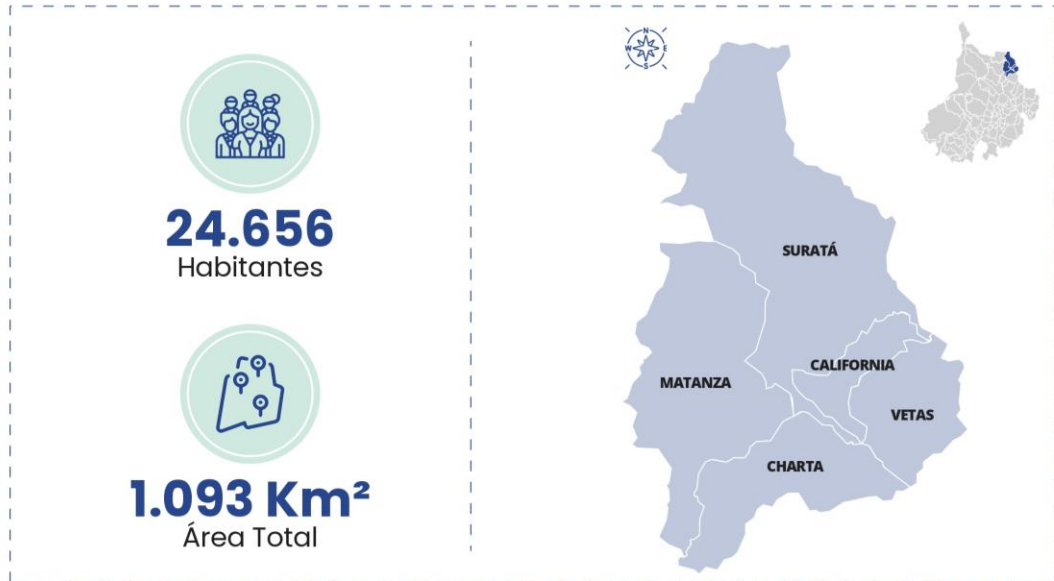 24.656
Habitantes
1.093 Km²
Área Total
N
W E
S
SURATÁ
CALIFORNIA
MATANZA
VETAS
CHARTA